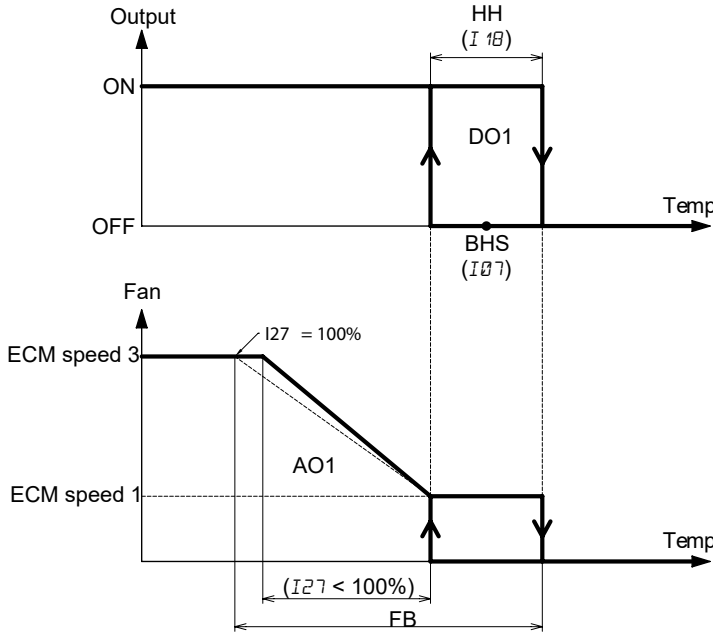 Output
HH
(I18)
ON
DO1
OFF
Temp
BHS
(I07)
Fan
I27 = 100%
ECM speed 3
AO1
ECM speed 1
Temp
(I27 < 100%)
FB